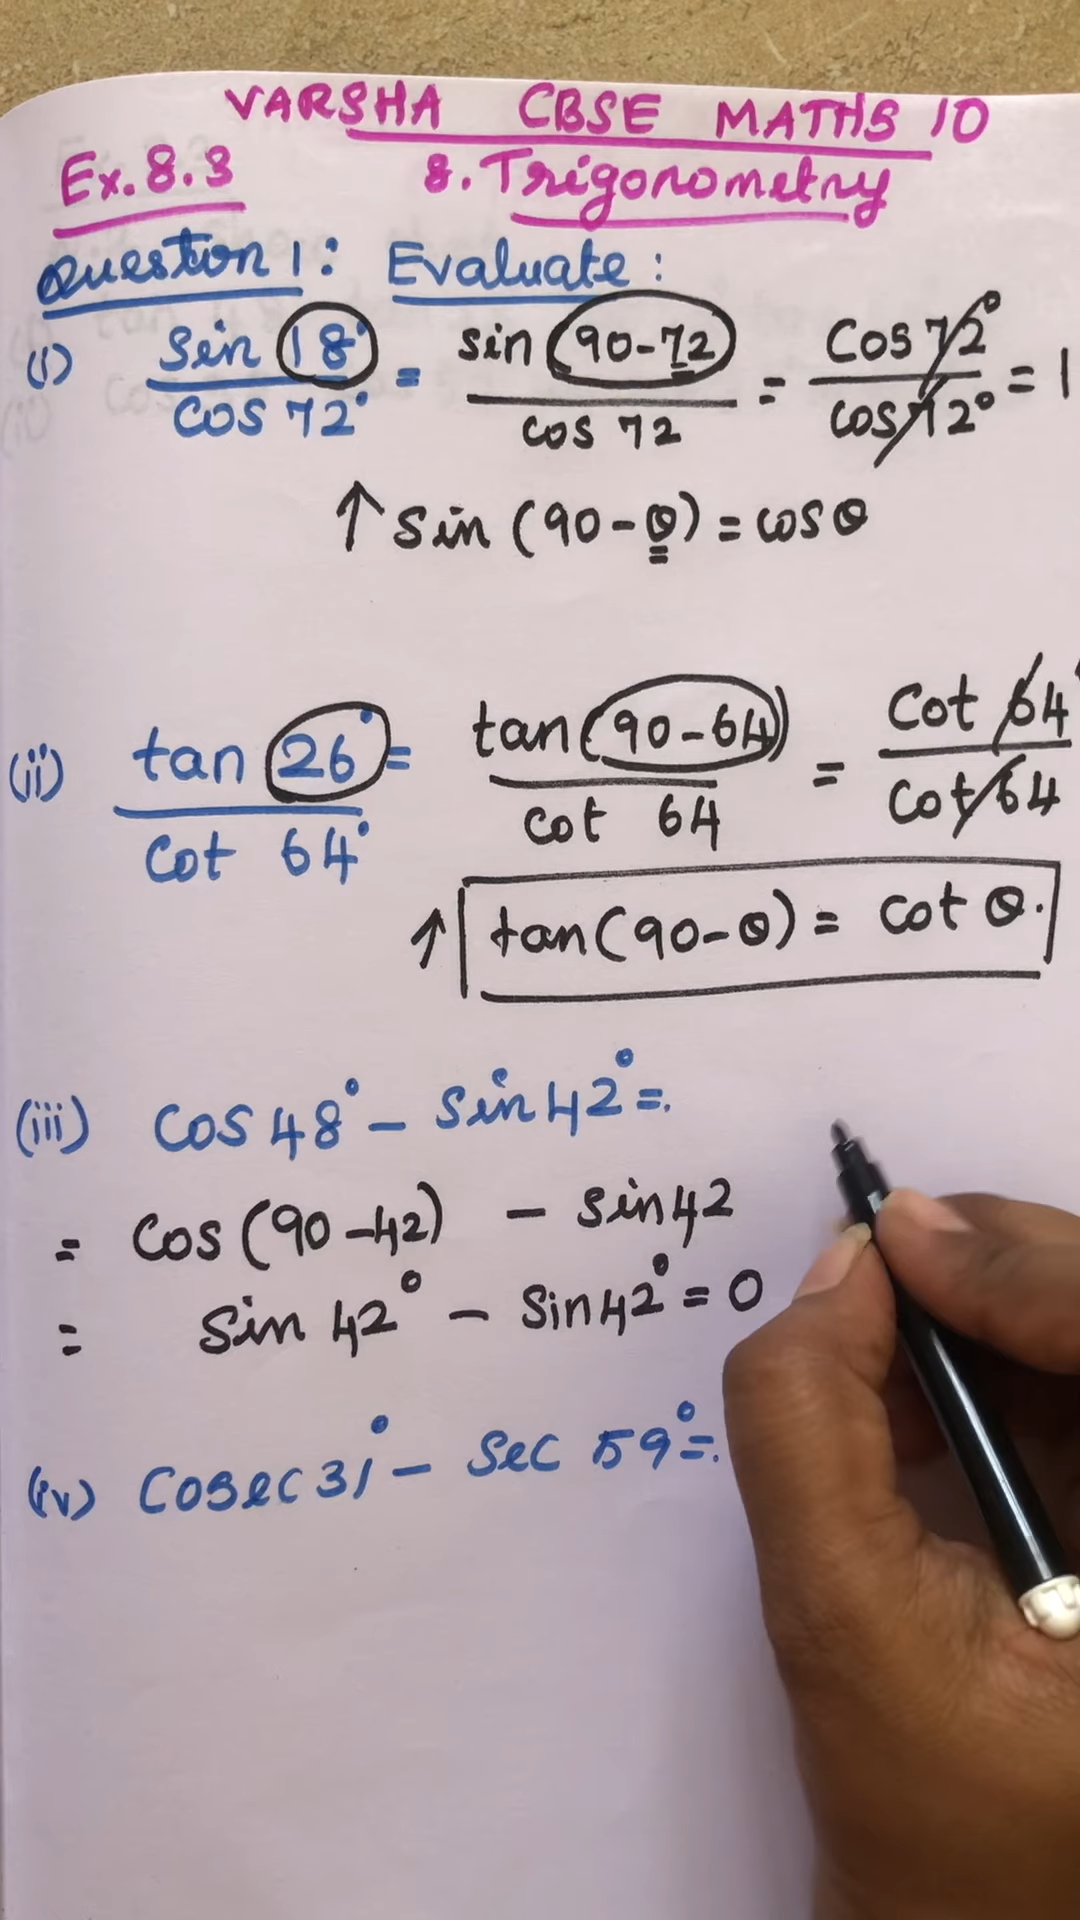 VARSHA CBSE MATHS 10
Ex.8.3 8. Trigonometry
Question 1: Evaluate:
(i) sin 18° / cos 72° = sin (90-72) / cos 72 = cos 72° / cos 72° = 1
↑ sin (90-θ) = cos θ
(ii) tan 26° / cot 64° = tan (90-64) / cot 64 = cot 64 / cot 64
↑ tan(90-θ) = cot θ.
(iii) cos 48° - sin 42° =.
= cos (90-42) - sin 42
= sin 42° - sin 42° = 0
(iv) cosec 31° - sec 59° =.